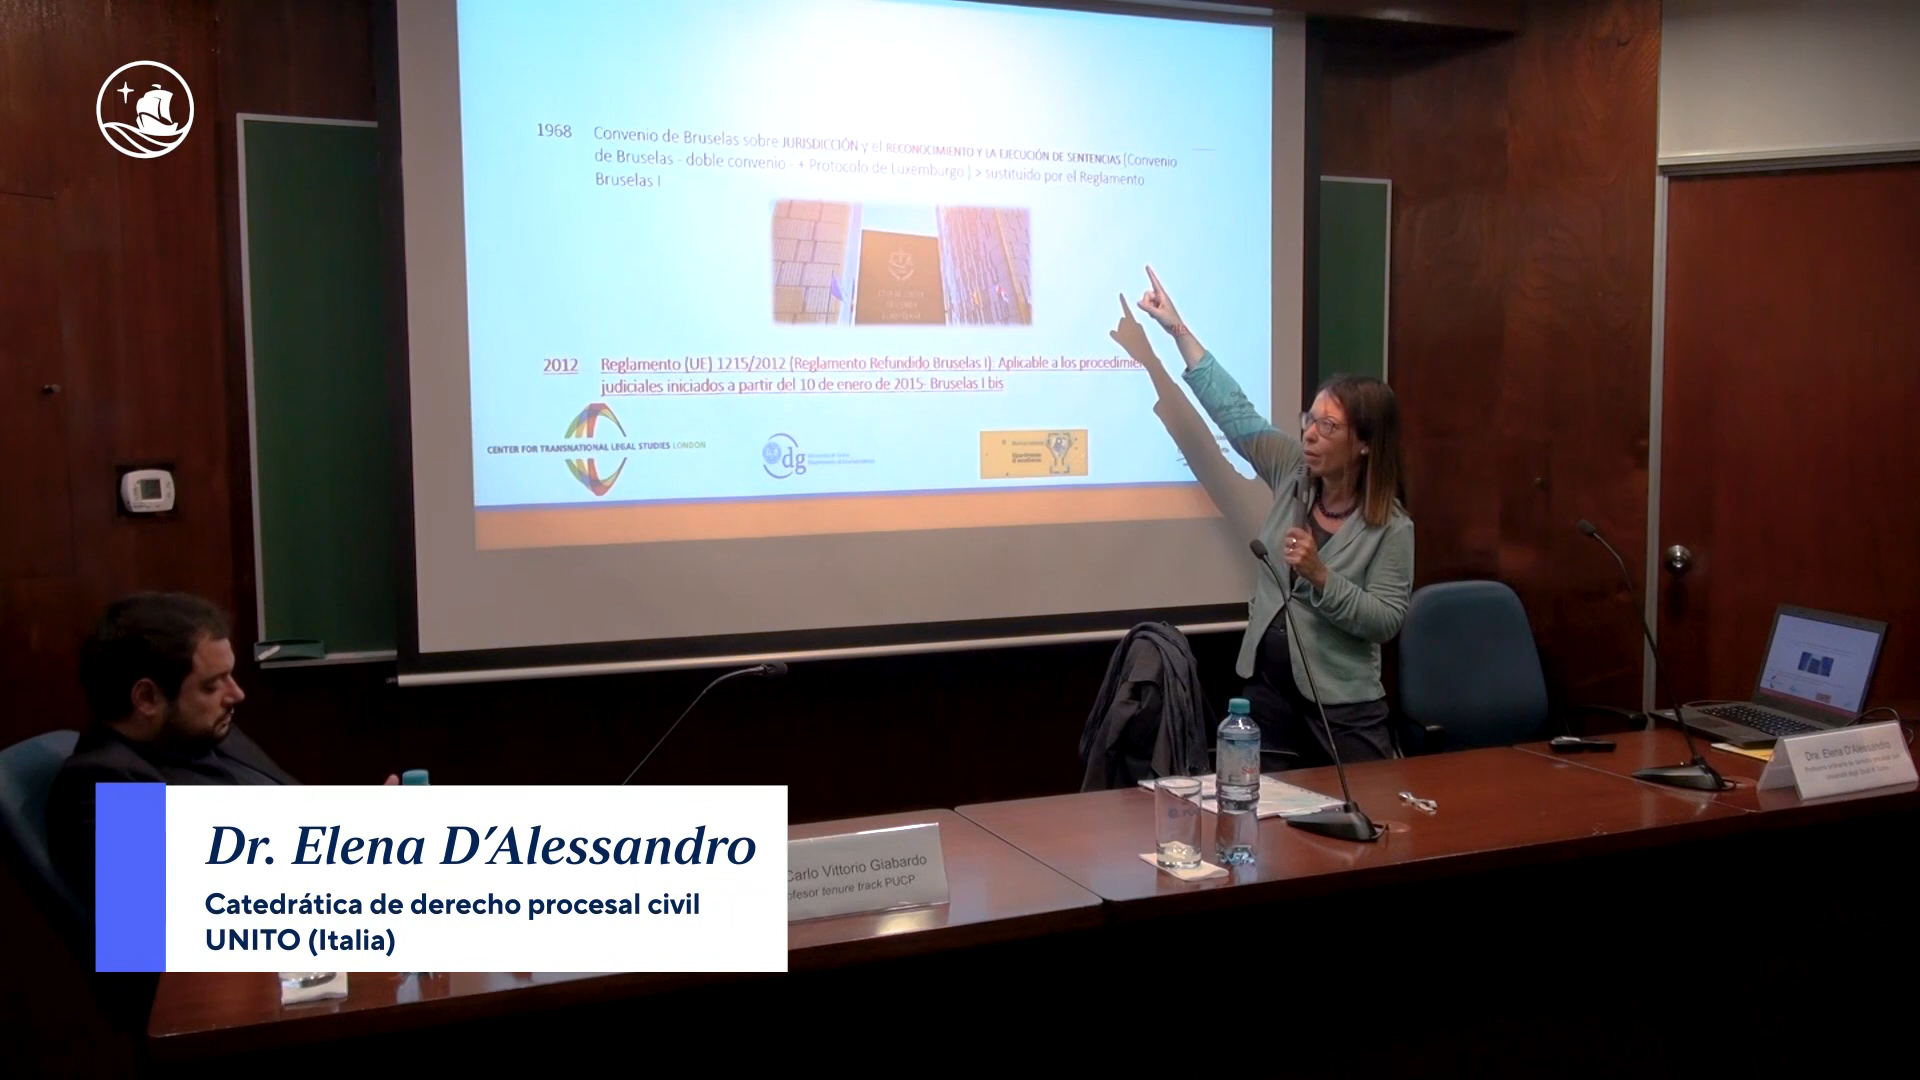 1968 Convenio de Bruselas sobre JURISDICCIÓN y el RECONOCIMIENTO Y LA EJECUCIÓN DE SENTENCIAS (Convenio
de Bruselas - doble convenio - + Protocolo de Luxemburgo ) > sustituido por el Reglamento
Bruselas I
2012 Reglamento (UE) 1215/2012 (Reglamento Refundido Bruselas I): Aplicable a los procedimie
judiciales iniciados a partir del 10 de enero de 2015- Bruselas I bis
CENTER FOR TRANSNATIONAL LEGAL STUDIES LONDON
dg
Dra. Elena D'Alessandro
Carlo Vittorio Giabardo
ofesor tenure track PUCP
Dr. Elena D'Alessandro
Catedrática de derecho procesal civil
UNITO (Italia)